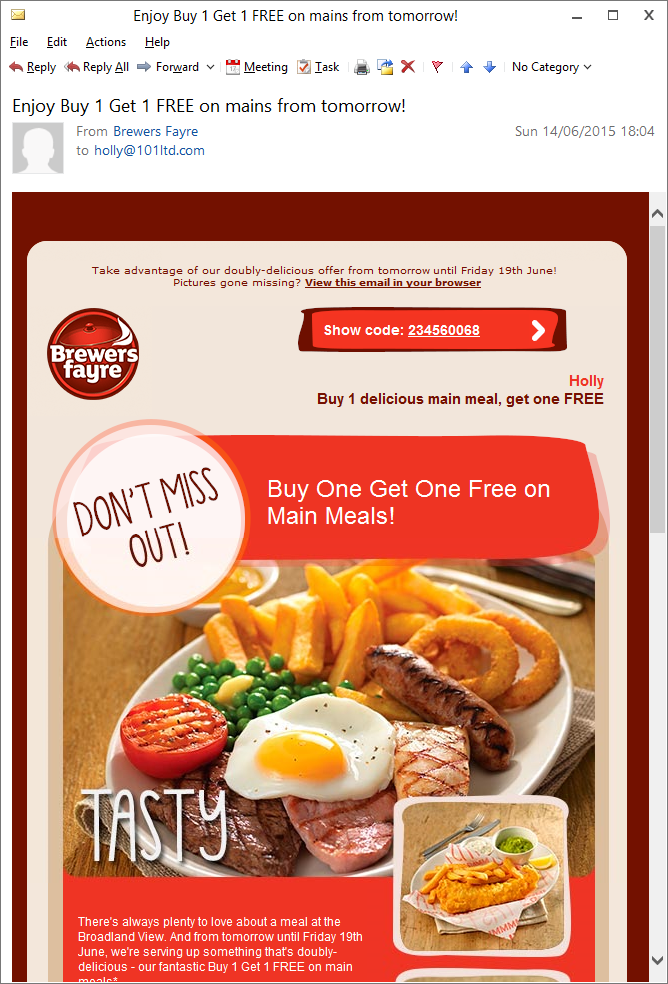 Enjoy Buy 1 Get 1 FREE on mains from tomorrow!
File Edit Actions Help
Reply Reply All Forward Meeting Task No Category
Enjoy Buy 1 Get 1 FREE on mains from tomorrow!
From Brewers Fayre Sun 14/06/2015 18:04
to holly@101ltd.com
Take advantage of our doubly-delicious offer from tomorrow until Friday 19th June!
Pictures gone missing? View this email in your browser
Brewers
fayre
Show code: 234560068
Holly
Buy 1 delicious main meal, get one FREE
DON'T MISS
OUT!
Buy One Get One Free on
Main Meals!
TASTY
There's always plenty to love about a meal at the
Broadland View. And from tomorrow until Friday 19th
June, we're serving up something that's doubly-
delicious - our fantastic Buy 1 Get 1 FREE on main
meals*